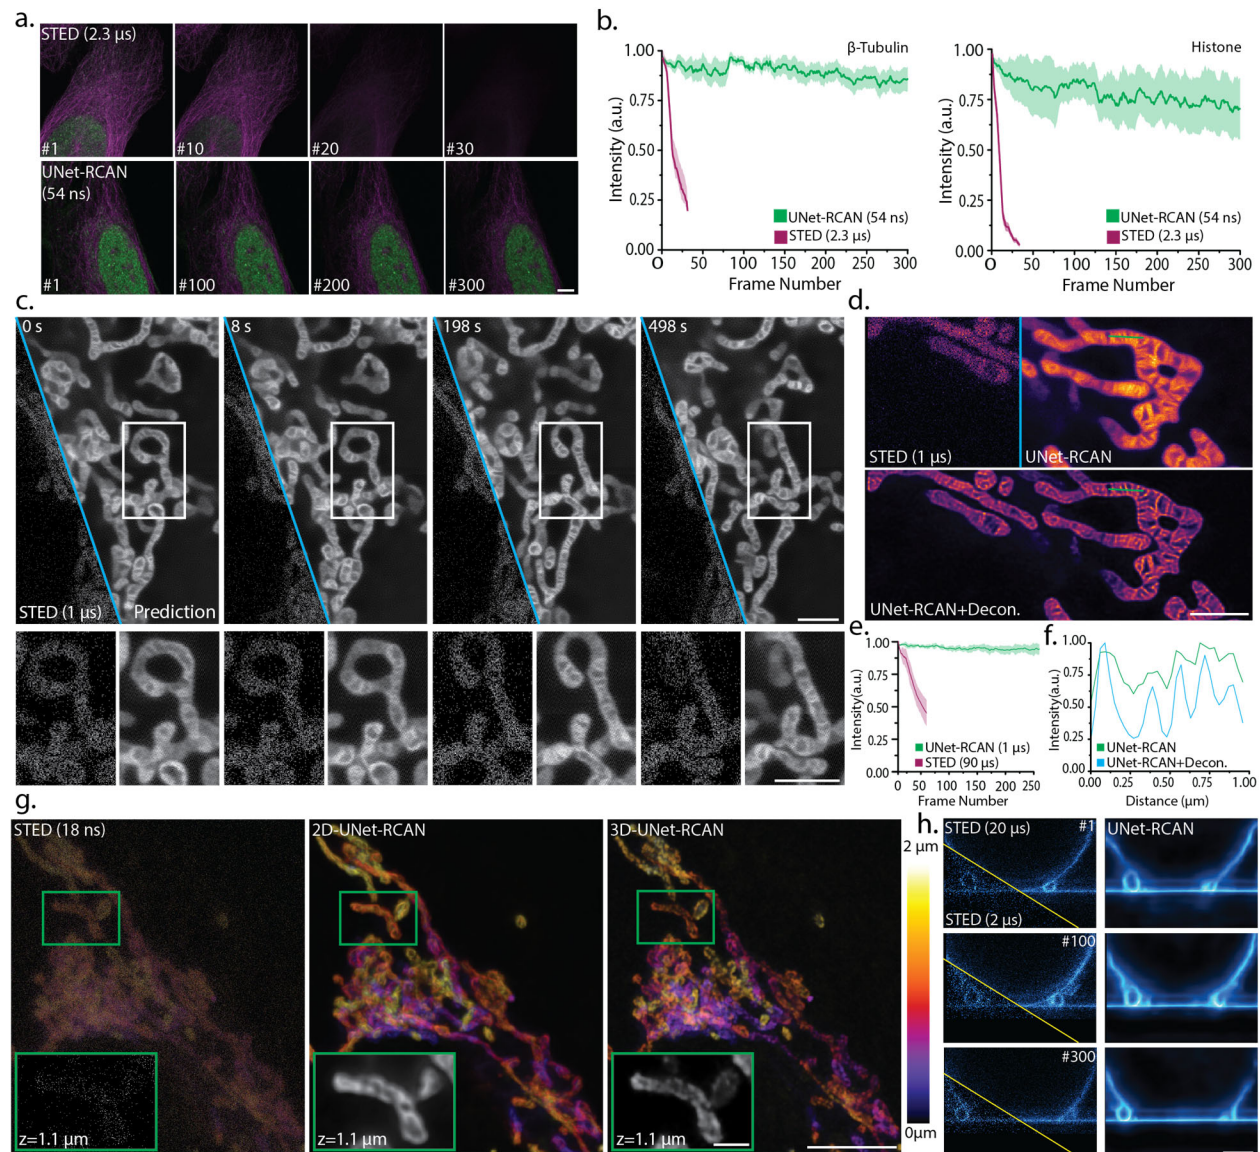 a.
STED (2.3 µs)
#1
#10
#20
#30
UNet-RCAN
(54 ns)
#1
#100
#200
#300
b.
β-Tubulin
1.00
0.75
0.50
0.25
0.00
Intensity (a.u.)
UNet-RCAN (54 ns)
STED (2.3 µs)
0 50 100 150 200 250 300
Frame Number
Histone
1.00
0.75
0.50
0.25
0.00
Intensity (a.u.)
UNet-RCAN (54 ns)
STED (2.3 µs)
0 50 100 150 200 250 300
Frame Number
c.
0 s
8 s
198 s
498 s
STED (1 µs)
Prediction
d.
STED (1 µs)
UNet-RCAN
UNet-RCAN+Decon.
e.
1.00
0.75
0.50
0.25
0.00
Intensity(a.u.)
UNet-RCAN (1 µs)
STED (90 µs)
0 50 100 150 200 250
Frame Number
f.
1.00
0.75
0.50
0.25
0.00
Intensity(a.u.)
UNet-RCAN
UNet-RCAN+Decon.
0.00 0.25 0.50 0.75 1.00
Distance (µm)
g.
STED (18 ns)
z=1.1 µm
2D-UNet-RCAN
z=1.1 µm
3D-UNet-RCAN
z=1.1 µm
2 µm
0µm
h.
STED (20 µs)
#1
STED (2 µs)
UNet-RCAN
#100
#300